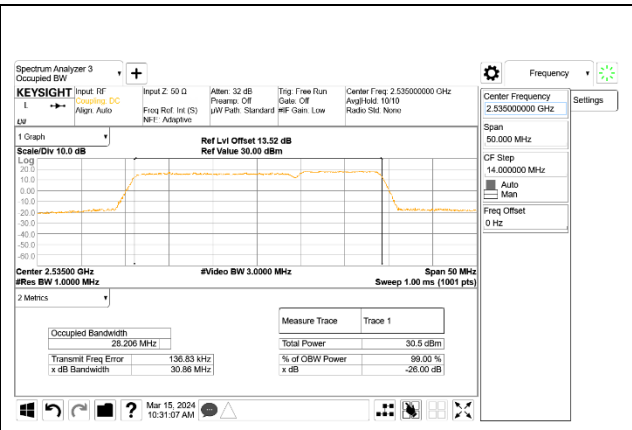 Spectrum Analyzer 3
Occupied BW
Frequency
KEYSIGHT Input: RF
Coupling: DC
Align: Auto
Input Z: 50 Ω
Freq Ref: Int (S)
NFE: Adaptive
Atten: 32 dB
Preamp: Off
µW Path: Standard
Trig: Free Run
Gate: Off
#IF Gain: Low
Center Freq: 2.535000000 GHz
Avg|Hold: 10/10
Radio Std: None
Center Frequency
2.535000000 GHz
Settings
Span
50.000 MHz
CF Step
14.000000 MHz
Auto
Man
Freq Offset
0 Hz
1 Graph
Scale/Div 10.0 dB
Ref Lvl Offset 13.52 dB
Ref Value 30.00 dBm
Log
20.0
10.0
0.00
-10.0
-20.0
-30.0
-40.0
-50.0
-60.0
Center 2.53500 GHz
#Res BW 1.0000 MHz
#Video BW 3.0000 MHz
Span 50 MHz
Sweep 1.00 ms (1001 pts)
2 Metrics
Occupied Bandwidth
28.206 MHz
Transmit Freq Error 136.83 kHz
x dB Bandwidth 30.86 MHz
Measure Trace Trace 1
Total Power 30.5 dBm
% of OBW Power 99.00 %
x dB -26.00 dB
Mar 15, 2024
10:31:07 AM